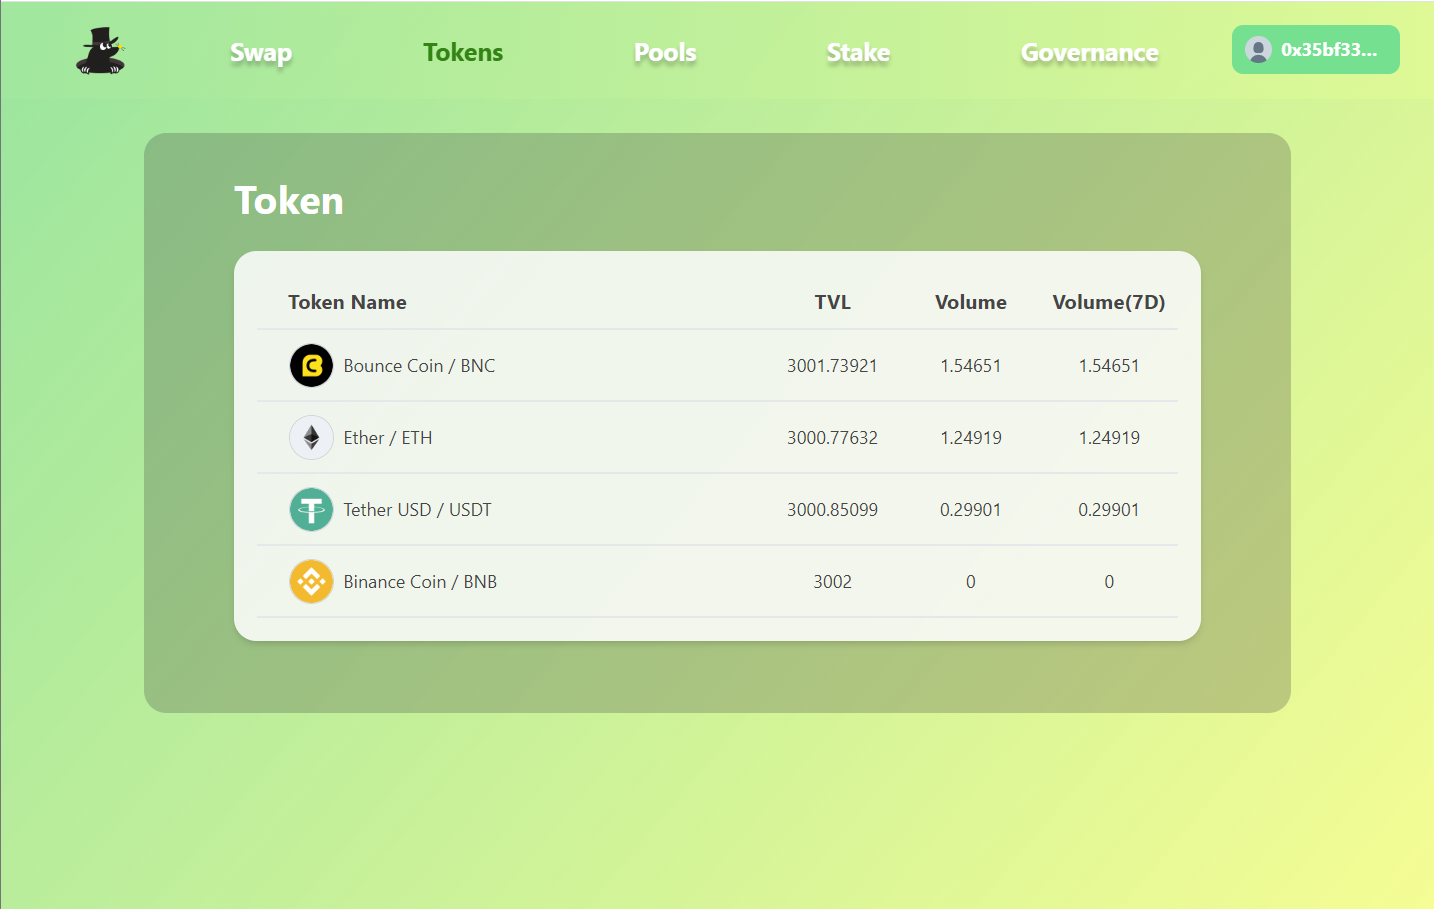 Swap Tokens Pools Stake Governance 0x35bf33...
Token
Token Name TVL Volume Volume(7D)
Bounce Coin / BNC 3001.73921 1.54651 1.54651
Ether / ETH 3000.77632 1.24919 1.24919
Tether USD / USDT 3000.85099 0.29901 0.29901
Binance Coin / BNB 3002 0 0